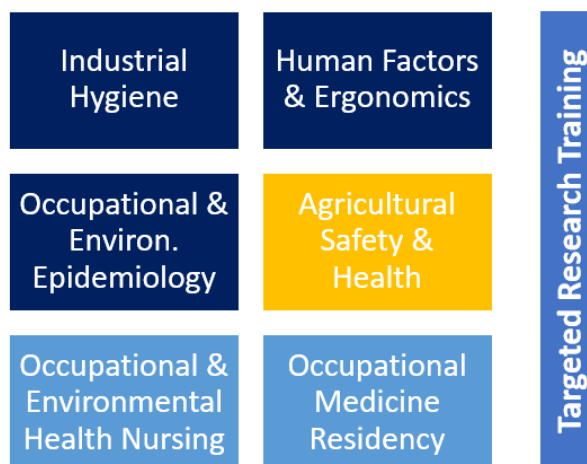 Industrial
Hygiene
Human Factors
& Ergonomics
Occupational &
Environ.
Epidemiology
Agricultural
Safety &
Health
Occupational &
Environmental
Health Nursing
Occupational
Medicine
Residency
Targeted Research Training